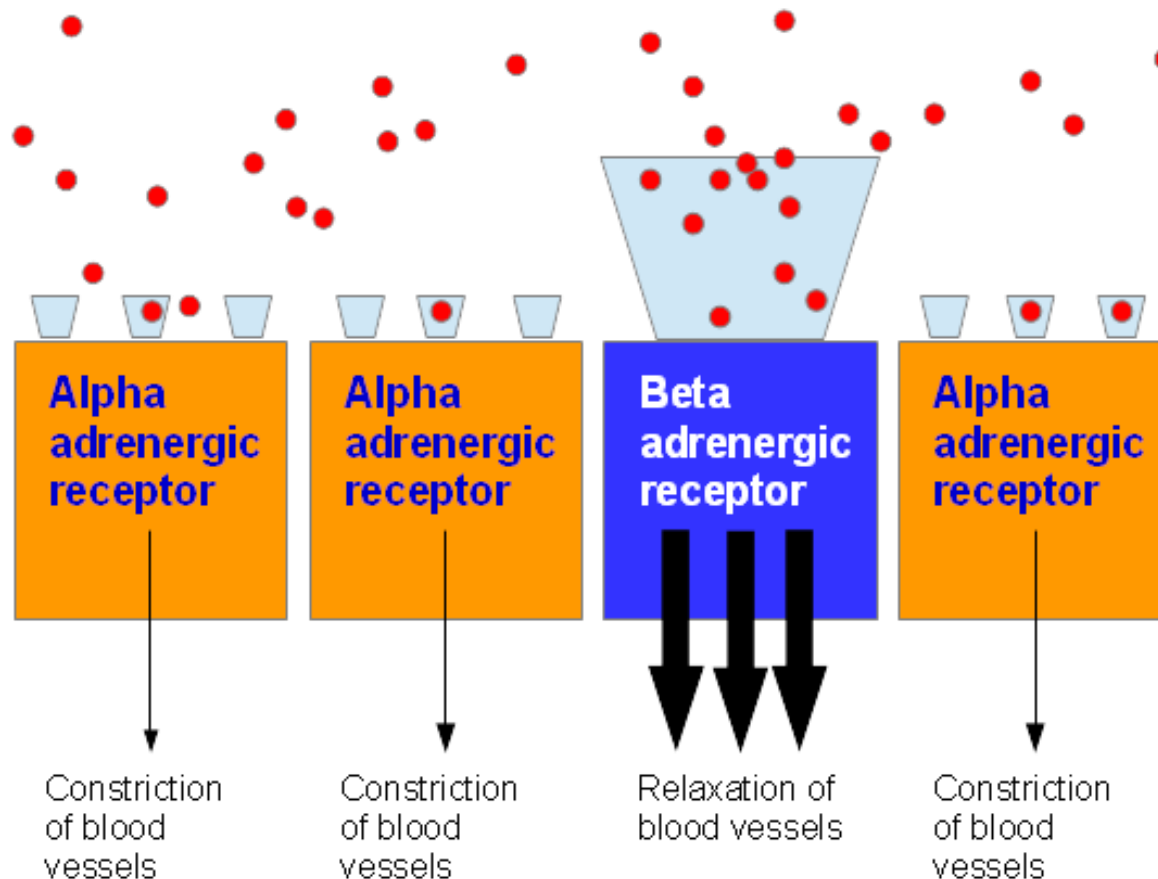 Alpha
adrenergic
receptor
Alpha
adrenergic
receptor
Beta
adrenergic
receptor
Alpha
adrenergic
receptor
Constriction
of blood
vessels
Constriction
of blood
vessels
Relaxation of
blood vessels
Constriction
of blood
vessels